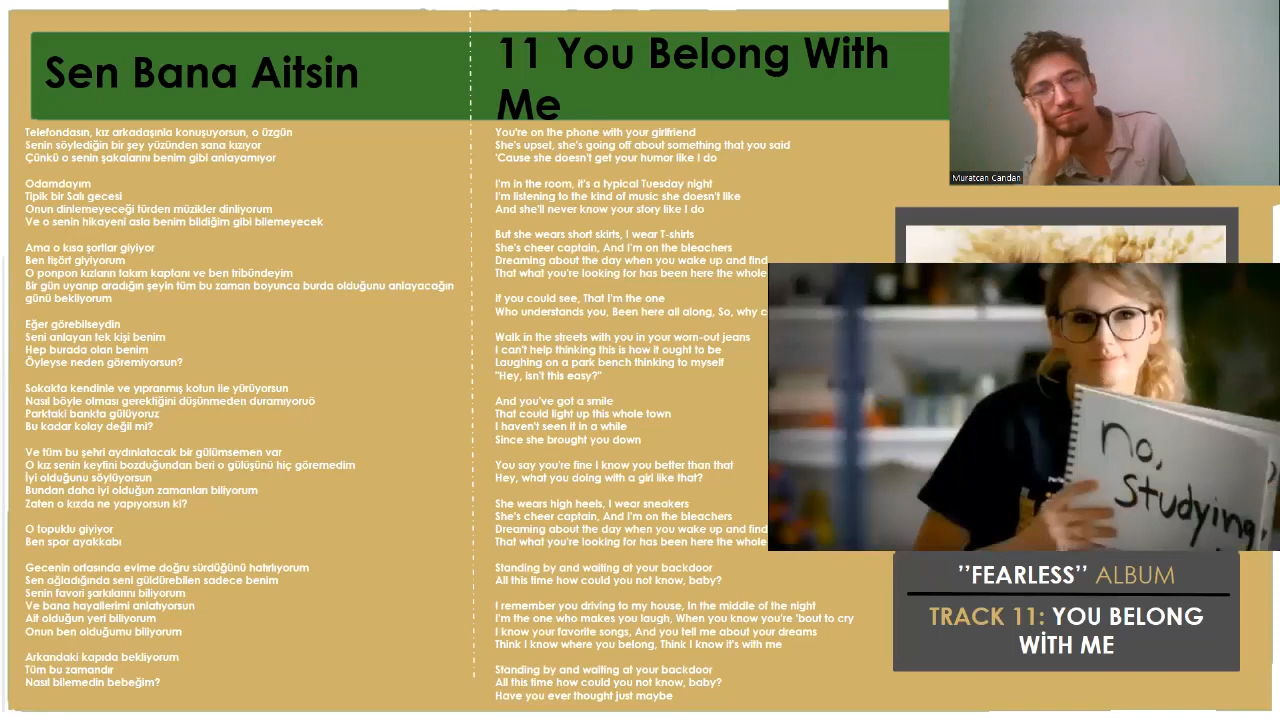 Sen Bana Aitsin
Telefondasın, kız arkadaşınla konuşuyorsun, o üzgün
Senin söylediğin bir şey yüzünden sana kızıyor
Çünkü o senin şakalarını benim gibi anlayamıyor
Odamdayım
Tipik bir Salı gecesi
Onun dinlemeyeceği türden müzikler dinliyorum
Ve o senin hikayeni asla benim bildiğim gibi bilemeyecek
Ama o kısa şortlar giyiyor
Ben tişört giyiyorum
O ponpon kızların takım kaptanı ve ben tribündeyim
Bir gün uyanıp aradığın şeyin tüm bu zaman boyunca burda olduğunu anlayacağın
günü bekliyorum
Eğer görebilseydin
Seni anlayan tek kişi benim
Hep burada olan benim
Öyleyse neden göremiyorsun?
Sokakta kendinle ve yıpranmış kotun ile yürüyorsun
Nasıl böyle olması gerektiğini düşünmeden duramıyoruö
Parktaki bankta gülüyoruz
Bu kadar kolay değil mi?
Ve tüm bu şehri aydınlatacak bir gülümsemen var
O kız senin keyfini bozduğundan beri o gülüşünü hiç göremedim
İyi olduğunu söylüyorsun
Bundan daha iyi olduğun zamanları biliyorum
Zaten o kızda ne yapıyorsun ki?
O topuklu giyiyor
Ben spor ayakkabı
Gecenin ortasında evime doğru sürdüğünü hatırlıyorum
Sen ağladığında seni güldürebilen sadece benim
Senin favori şarkılarını biliyorum
Ve bana hayallerimi anlatıyorsun
Ait olduğun yeri biliyorum
Onun ben olduğumu biliyorum
Arkandaki kapıda bekliyorum
Tüm bu zamandır
Nasıl bilemedin bebeğim?
11 You Belong With
Me
You're on the phone with your girlfriend
She's upset, she's going off about something that you said
'Cause she doesn't get your humor like I do
I'm in the room, it's a typical Tuesday night
I'm listening to the kind of music she doesn't like
And she'll never know your story like I do
But she wears short skirts, I wear T-shirts
She's cheer captain, And I'm on the bleachers
Dreaming about the day when you wake up and find
That what you're looking for has been here the whole
If you could see, That I'm the one
Who understands you, Been here all along, So, why c
Walk in the streets with you in your worn-out jeans
I can't help thinking this is how it ought to be
Laughing on a park bench thinking to myself
"Hey, isn't this easy?"
And you've got a smile
That could light up this whole town
I haven't seen it in a while
Since she brought you down
You say you're fine I know you better than that
Hey, what you doing with a girl like that?
She wears high heels, I wear sneakers
She's cheer captain, And I'm on the bleachers
Dreaming about the day when you wake up and find
That what you're looking for has been here the whole
Standing by and waiting at your backdoor
All this time how could you not know, baby?
I remember you driving to my house, In the middle of the night
I'm the one who makes you laugh, When you know you're 'bout to cry
I know your favorite songs, And you tell me about your dreams
Think I know where you belong, Think I know it's with me
Standing by and waiting at your backdoor
All this time how could you not know, baby?
Have you ever thought just maybe
Muratcan Candan
no,
studying
''FEARLESS'' ALBUM
TRACK 11: YOU BELONG
WİTH ME